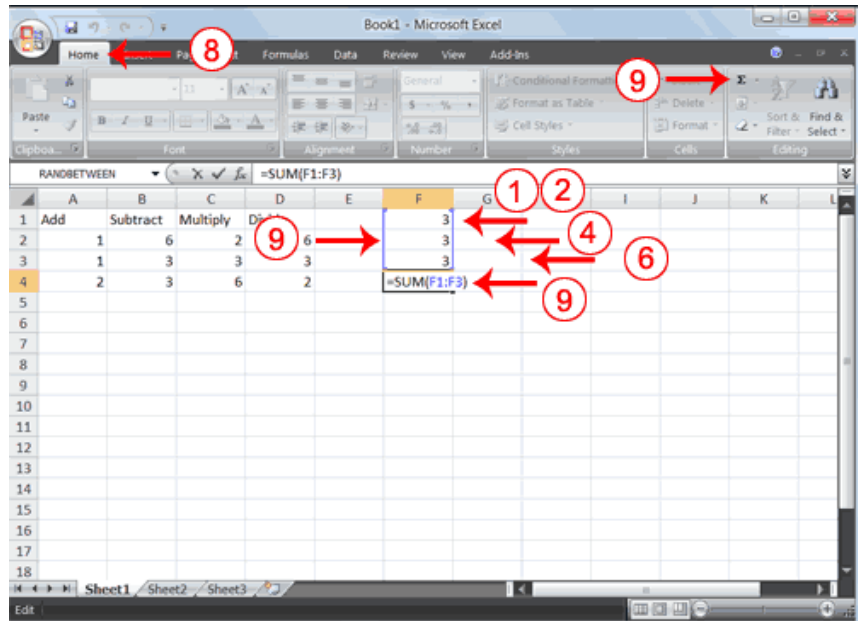 Book1 - Microsoft Excel
Home Formulas Data Review View Add-Ins
8
11 A A General Conditional Σ
9 9
Paste B I U $ % Format as Table Delete Sort & Find &
Cell Styles Format Filter Select
Clipboa... Font Alignment Number Styles Cells Editing
RANDBETWEEN fx =SUM(F1:F3)
A B C D E F G I J K L
1 Add Subtract Multiply 3 1 2
2 1 6 2 9 6 3 4
3 1 3 3 3 3 6
4 2 3 6 2 =SUM(F1:F3) 9
5
6
7
8
9
10
11
12
13
14
15
16
17
18
Sheet1 Sheet2 Sheet3
Edit